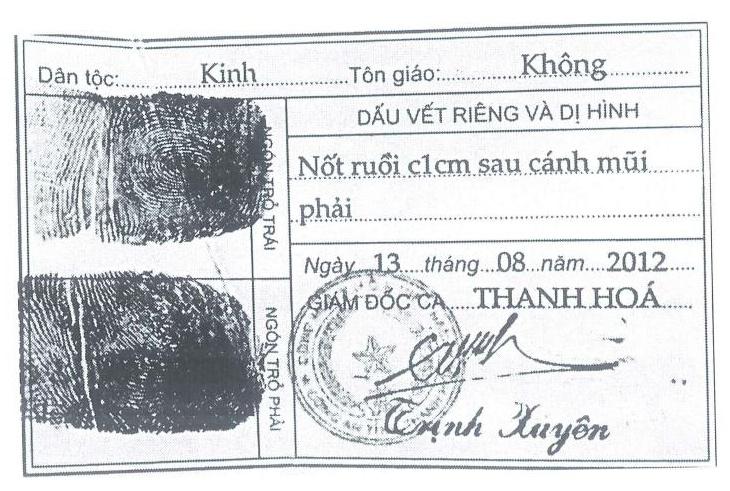 Dân tộc: Kinh Tôn giáo: Không
NGÓN TRỎ TRÁI
DẤU VẾT RIÊNG VÀ DỊ HÌNH
Nốt ruồi c1cm sau cánh mũi
phải
NGÓN TRỎ PHẢI
Ngày 13 tháng 08 năm 2012
GIÁM ĐỐC CA THANH HOÁ
Trịnh Xuyên